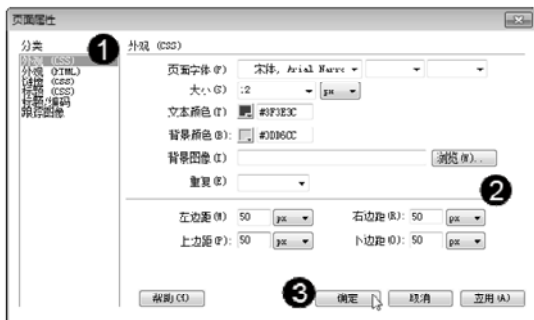 页面属性
分类
外观 (CSS)
外观 (HTML)
链接 (CSS)
标题 (CSS)
标题/编码
跟踪图像
1
外观 (CSS)
页面字体(F) 宋体, Arial Narro
大小(S) 12 px
文本颜色(T) #3F3E3C
背景颜色(B): #DDD6CC
背景图像(I) 浏览(W)...
重复(E)
2
左边距(M) 50 px 右边距(R): 50 px
上边距(P): 50 px 下边距(O): 50 px
帮助(H) 3 确定 取消 应用(A)